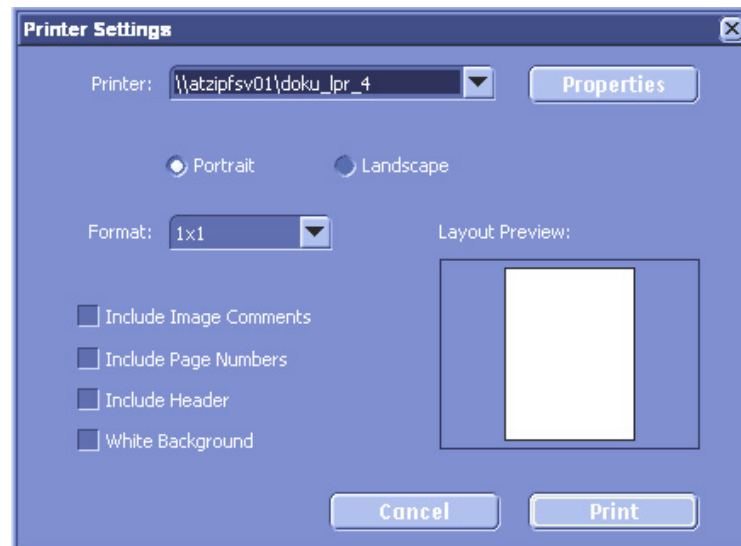 Printer Settings
Printer: \\atzipfsv01\doku_lpr_4 Properties
Portrait Landscape
Format: 1x1 Layout Preview:
Include Image Comments
Include Page Numbers
Include Header
White Background
Cancel Print